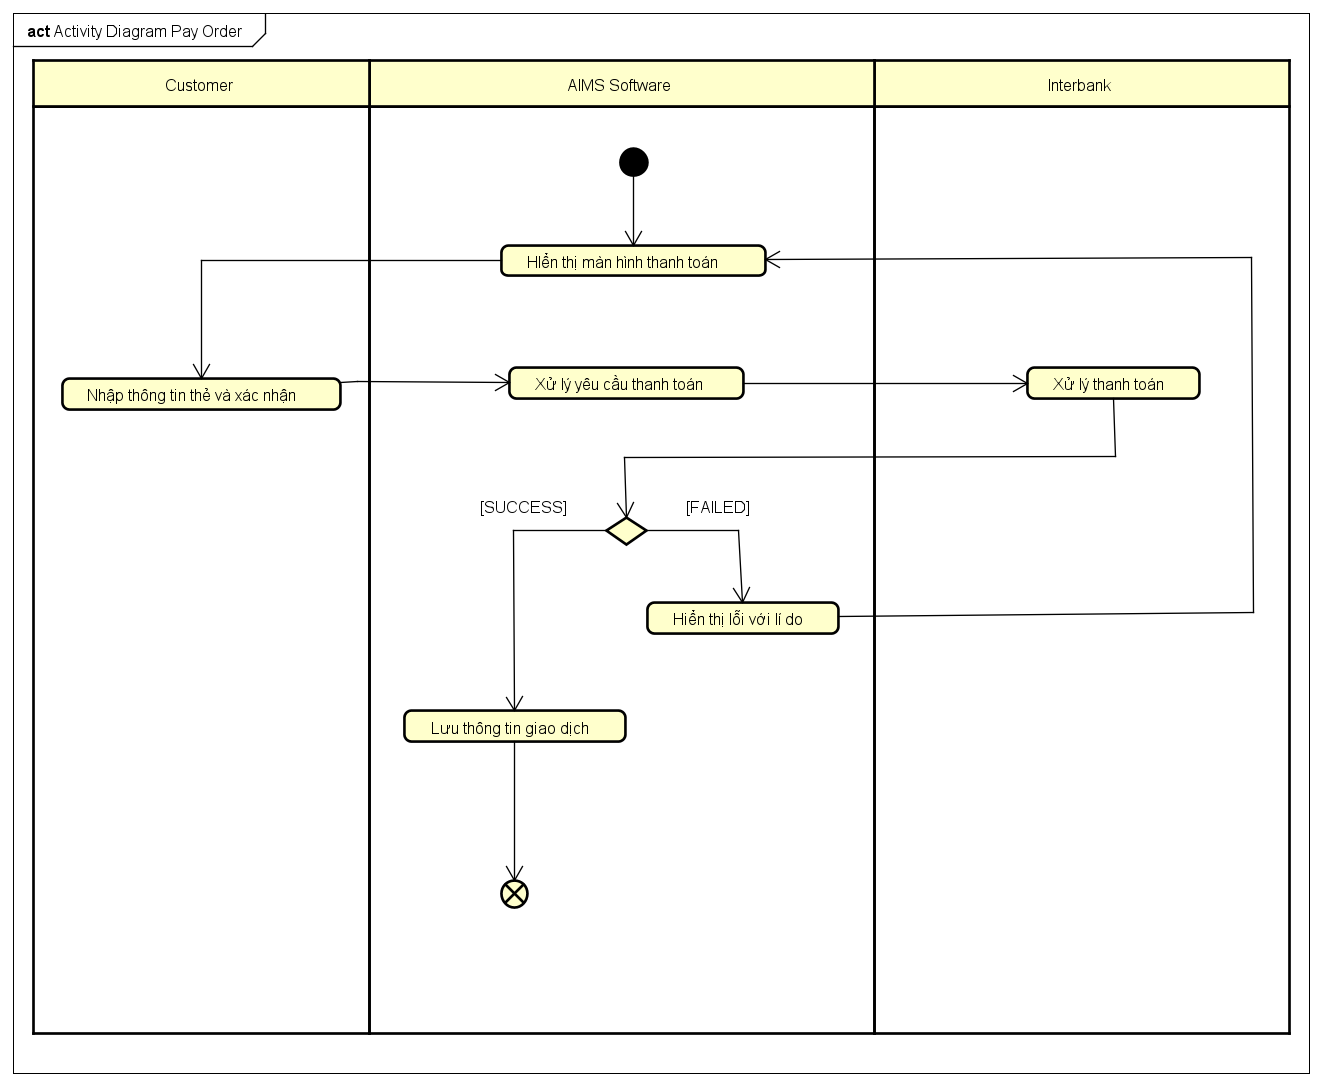 act Activity Diagram Pay Order
Customer
AIMS Software
Interbank
HIển thị màn hình thanh toán
Nhập thông tin thẻ và xác nhận
Xử lý yêu cầu thanh toán
Xử lý thanh toán
[SUCCESS]
[FAILED]
Hiển thị lỗi với lí do
Lưu thông tin giao dịch